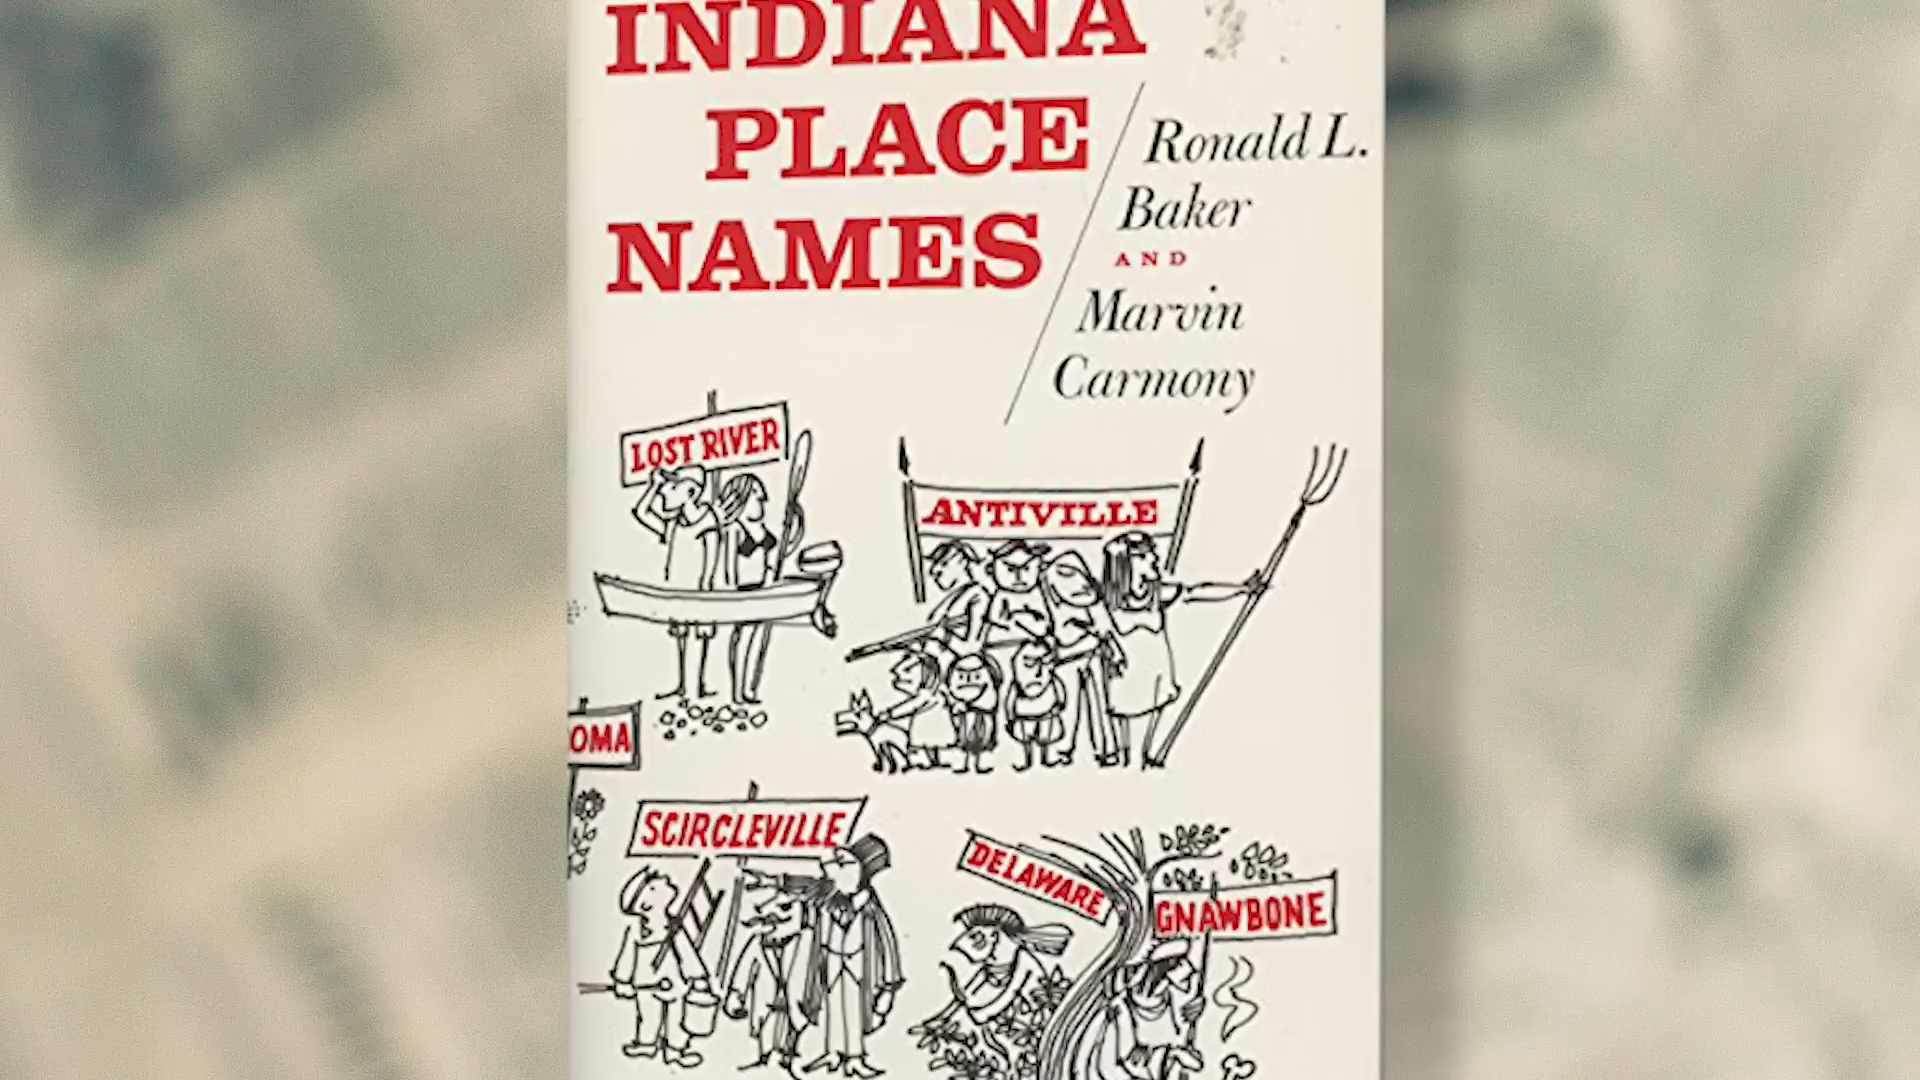 INDIANA
PLACE
NAMES
Ronald L.
Baker
AND
Marvin
Carmony
LOST RIVER
ANTIVILLE
OMA
SCIRCLEVILLE
DELAWARE
GNAWBONE